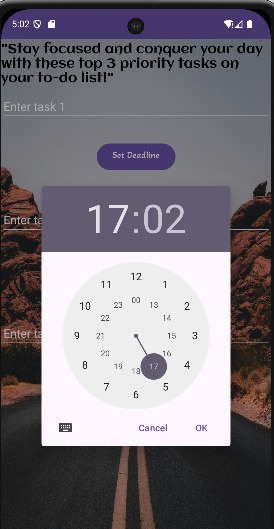 5:02
"Stay focused and conquer your day
with these top 3 priority tasks on
your to-do list!"
Enter task 1
Set Deadline
Enter ta
17:02
12
11 1
00
23 13
10 2
22 14
9 21 15 3
20 16
8 4
19 17
18
7 5
6
Enter ta
Cancel OK